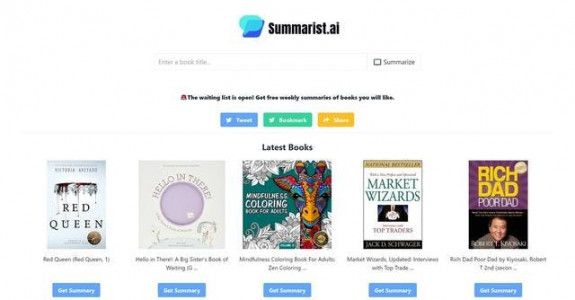 Summarist.ai
Enter a book title...
Summarize
The waiting list is open! Get free weekly summaries of books you will like.
Tweet
Bookmark
Share
Latest Books
VICTORIA AVEYARD
RED
QUEEN
HELLO IN THERE!
MINDFULNESS
COLORING
BOOK FOR ADULTS
NATIONAL BESTSELLER
MARKET
WIZARDS
INTERVIEWS
WITH
TOP TRADERS
JACK D. SCHWAGER
RICH
DAD
POOR DAD
ROBERT T. KIYOSAKI
Red Queen (Red Queen, 1)
Hello in There!: A Big Sister's Book of
Waiting (G ...
Mindfulness Coloring Book For Adults:
Zen Coloring ...
Market Wizards, Updated: Interviews
with Top Trade ...
Rich Dad Poor Dad by Kiyosaki, Robert
T 2nd (secon ...
Get Summary
Get Summary
Get Summary
Get Summary
Get Summary